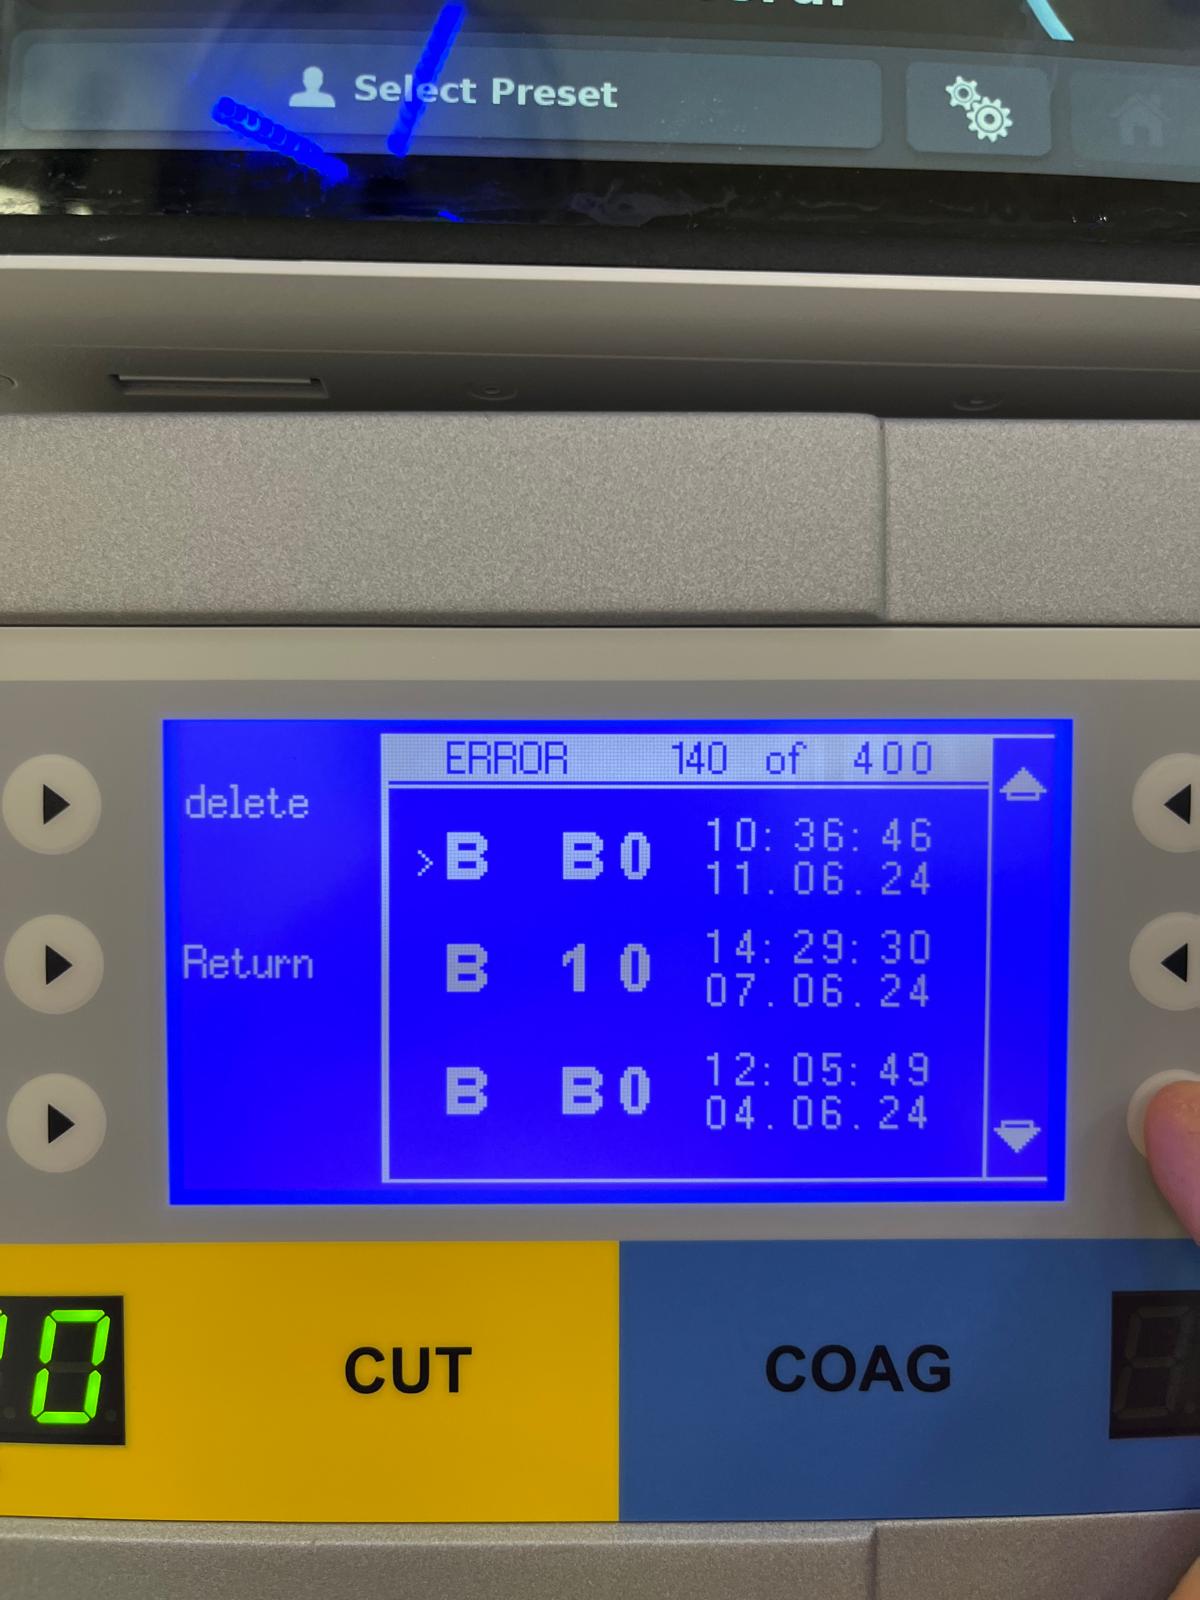 Select Preset
delete
Return
ERROR 140 of 400
>B B0 10:36:46
11.06.24
B 10 14:29:30
07.06.24
B B0 12:05:49
04.06.24
0
CUT
COAG